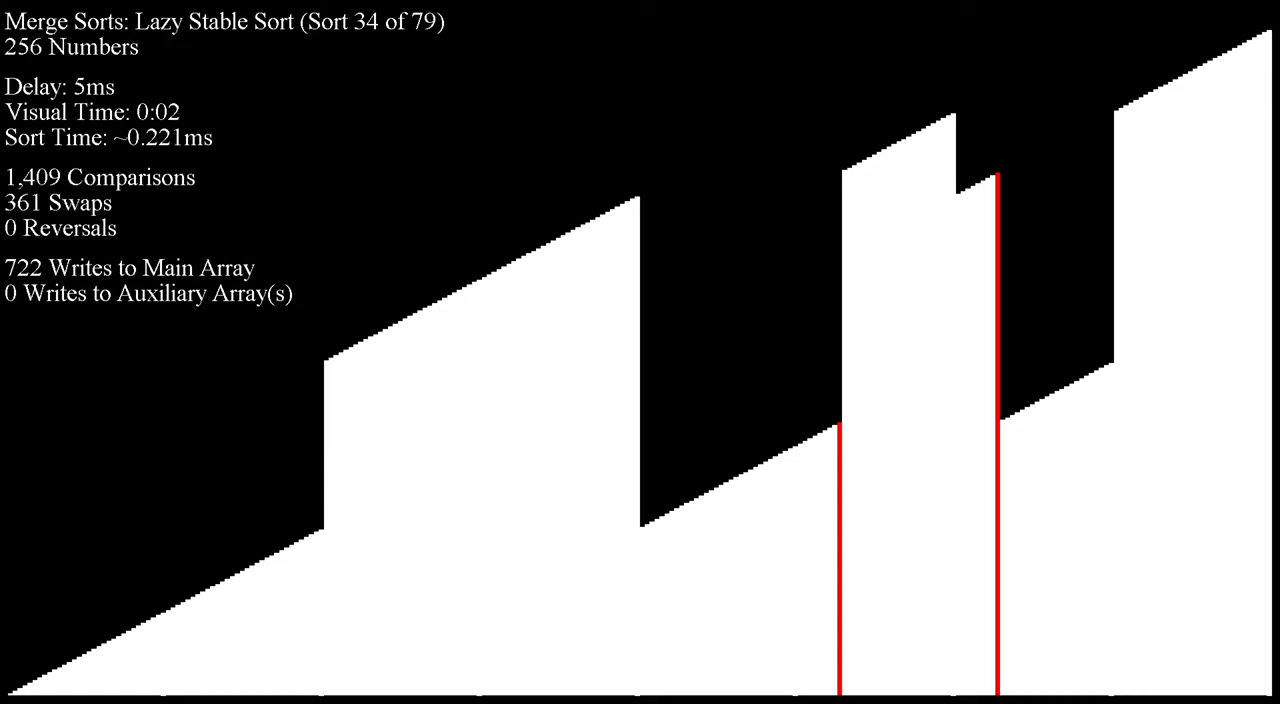 Merge Sorts: Lazy Stable Sort (Sort 34 of 79)
256 Numbers
Delay: 5ms
Visual Time: 0:02
Sort Time: ~0.221ms
1,409 Comparisons
361 Swaps
0 Reversals
722 Writes to Main Array
0 Writes to Auxiliary Array(s)